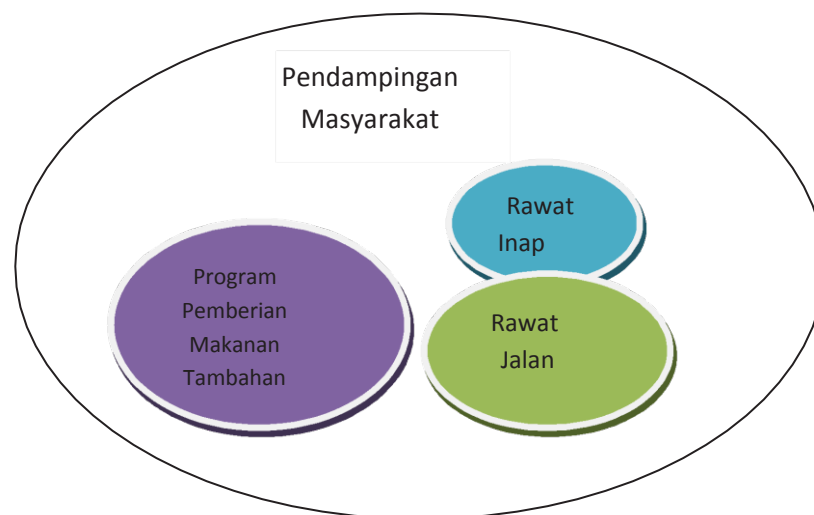 Pendampingan
Masyarakat
Rawat
Inap
Program
Pemberian
Makanan
Tambahan
Rawat
Jalan